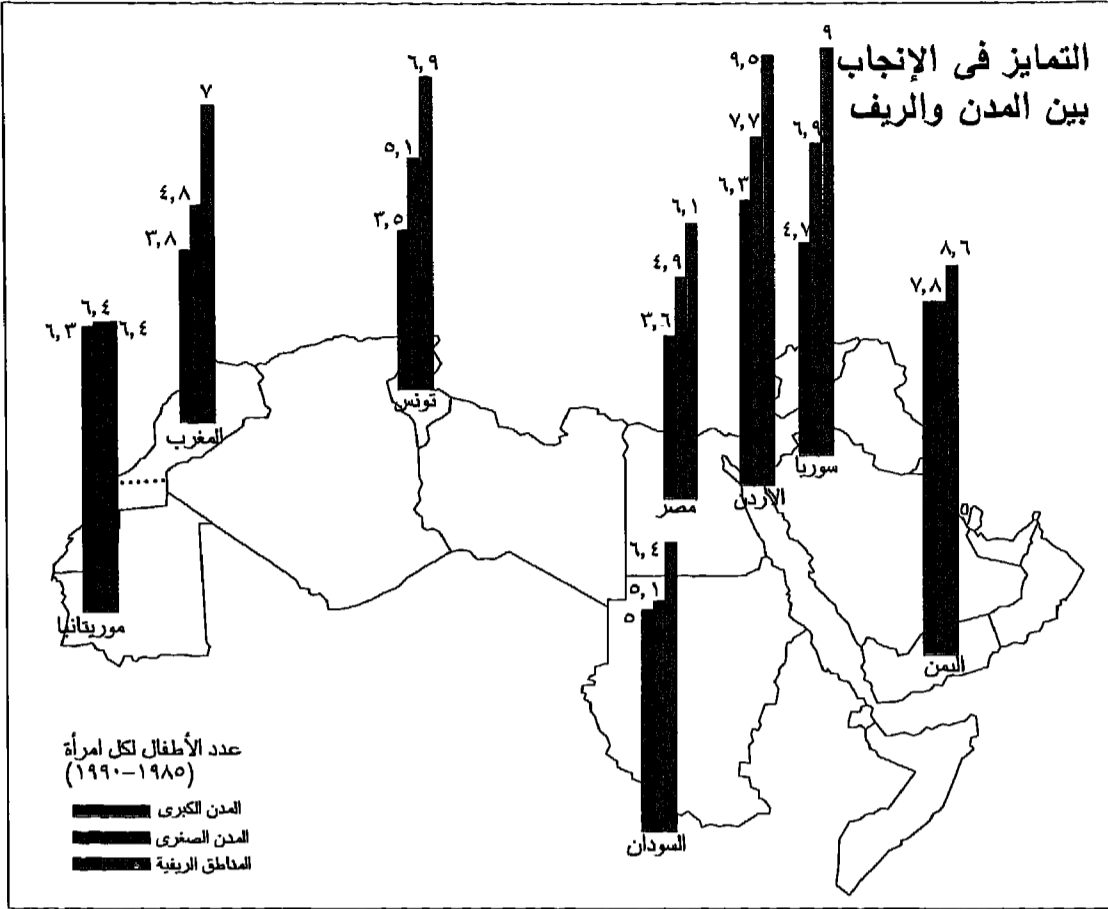 التمايز فى الإنجاب
بين المدن والريف
٩
٦,٩
٤,٧
سوريا
٩,٥
٧,٧
٦,٣
الأردن
٨,٦
٧,٨
اليمن
٦,١
٤,٩
٣,٦
مصر
٦,٩
٥,١
٣,٥
تونس
٧
٤,٨
٣,٨
المغرب
٦,٤
٦,٣
٦,٤
موريتانيا
٦,٤
٥,١
٥
السودان
عدد الأطفال لكل امرأة
(١٩٨٥-١٩٩٠)
المدن الكبرى
المدن الصغرى
المناطق الريفية